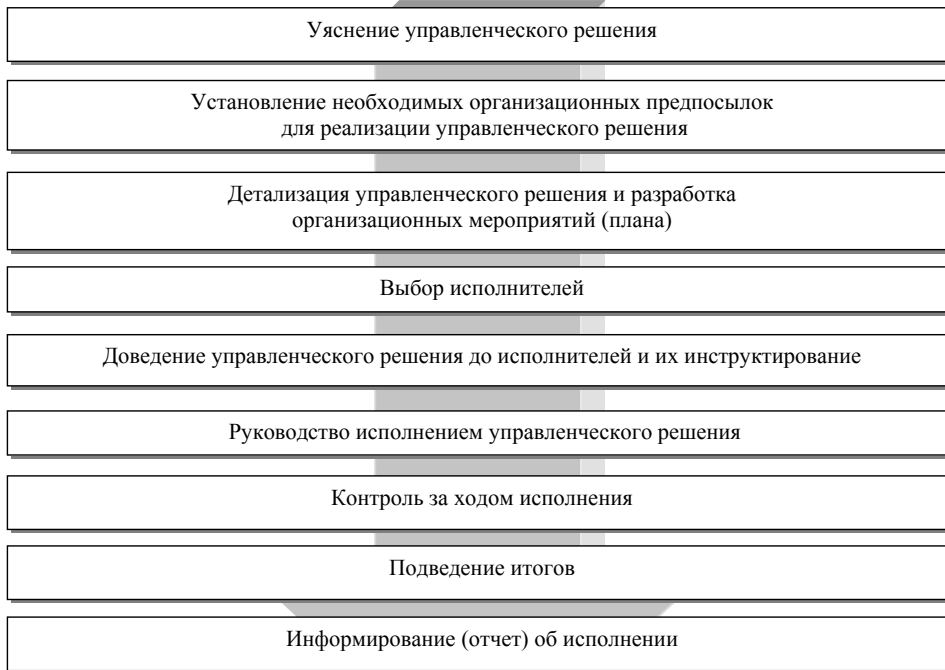 Уяснение управленческого решения
Установление необходимых организационных предпосылок
для реализации управленческого решения
Детализация управленческого решения и разработка
организационных мероприятий (плана)
Выбор исполнителей
Доведение управленческого решения до исполнителей и их инструктирование
Руководство исполнением управленческого решения
Контроль за ходом исполнения
Подведение итогов
Информирование (отчет) об исполнении